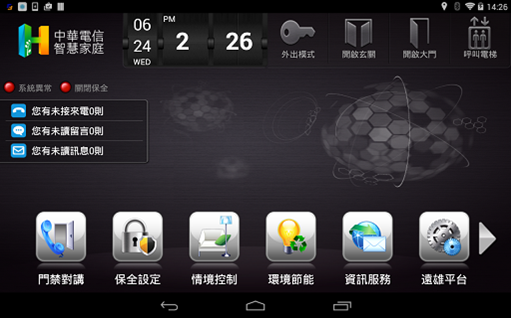 14:26
中華電信
智慧家庭
06
24
WED
PM
2
26
外出模式
開啟玄關
開啟大門
呼叫電梯
系統異常
關閉保全
您有未接來電0則
您有未讀留言0則
您有未讀訊息0則
門禁對講
保全設定
情境控制
環境節能
資訊服務
遠雄平台